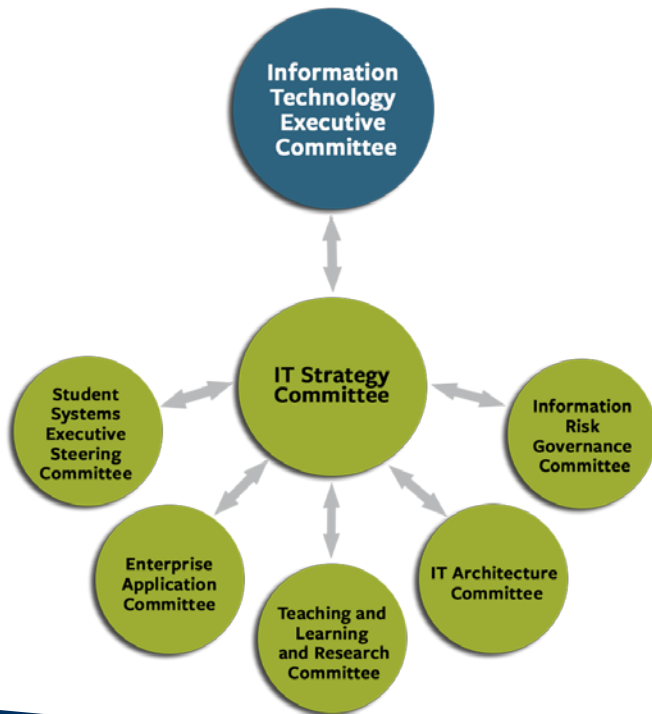 Information
Technology
Executive
Committee
IT Strategy
Committee
Student
Systems
Executive
Steering
Committee
Information
Risk
Governance
Committee
Enterprise
Application
Committee
IT Architecture
Committee
Teaching and
Learning
and Research
Committee